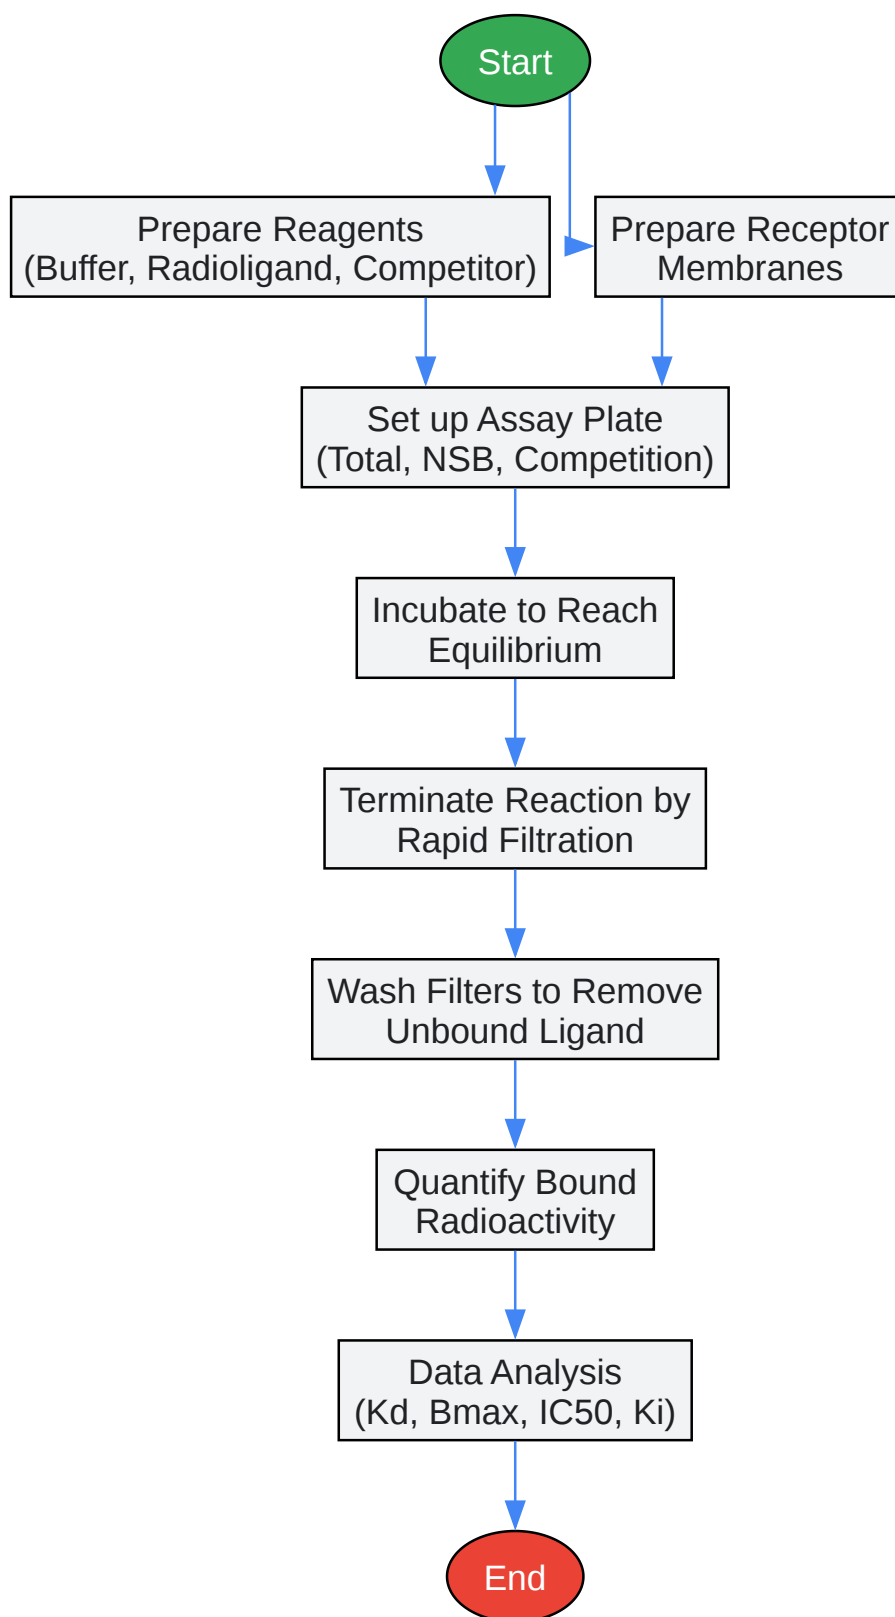 Start
Prepare Reagents
(Buffer, Radioligand, Competitor)
Prepare Receptor
Membranes
Set up Assay Plate
(Total, NSB, Competition)
Incubate to Reach
Equilibrium
Terminate Reaction by
Rapid Filtration
Wash Filters to Remove
Unbound Ligand
Quantify Bound
Radioactivity
Data Analysis
(Kd, Bmax, IC50, Ki)
End